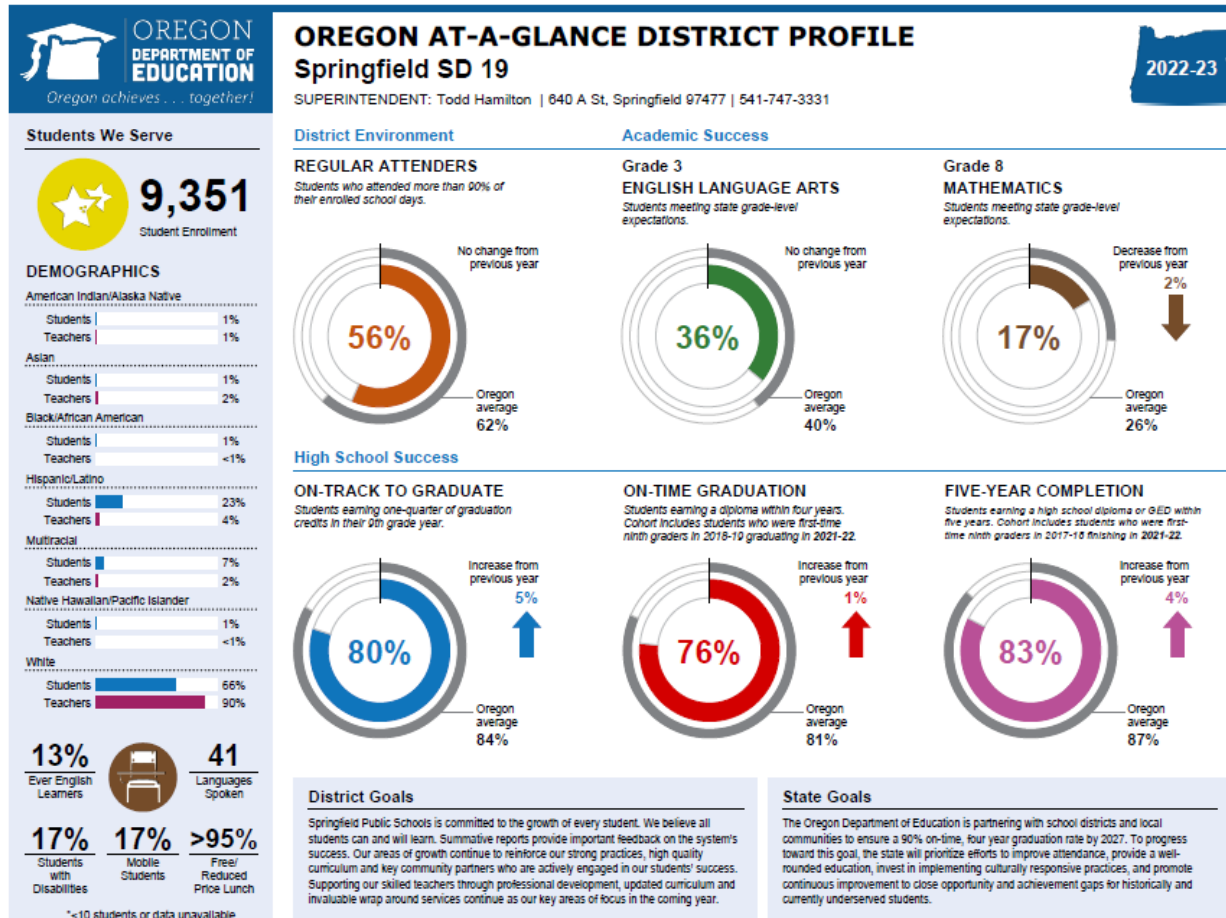 OREGON
DEPARTMENT OF
EDUCATION
Oregon achieves . . . together!
OREGON AT-A-GLANCE DISTRICT PROFILE
Springfield SD 19
SUPERINTENDENT: Todd Hamilton | 640 A St, Springfield 97477 | 541-747-3331
2022-23
Students We Serve
9,351
Student Enrollment
DEMOGRAPHICS
American Indian/Alaska Native
Students 1%
Teachers 1%
Asian
Students 1%
Teachers 2%
Black/African American
Students 1%
Teachers <1%
Hispanic/Latino
Students 23%
Teachers 4%
Multiracial
Students 7%
Teachers 2%
Native Hawaiian/Pacific Islander
Students 1%
Teachers <1%
White
Students 66%
Teachers 90%
13%
Ever English
Learners
41
Languages
Spoken
17%
Students
with
Disabilities
17%
Mobile
Students
>95%
Free/
Reduced
Price Lunch
*<10 students or data unavailable
District Environment
REGULAR ATTENDERS
Students who attended more than 90% of
their enrolled school days.
No change from
previous year
56%
Oregon
average
62%
Academic Success
Grade 3
ENGLISH LANGUAGE ARTS
Students meeting state grade-level
expectations.
No change from
previous year
36%
Oregon
average
40%
Grade 8
MATHEMATICS
Students meeting state grade-level
expectations.
Decrease from
previous year
2%
17%
Oregon
average
26%
High School Success
ON-TRACK TO GRADUATE
Students earning one-quarter of graduation
credits in their 9th grade year.
Increase from
previous year
5%
80%
Oregon
average
84%
ON-TIME GRADUATION
Students earning a diploma within four years.
Cohort includes students who were first-time
ninth graders in 2018-19 graduating in 2021-22.
Increase from
previous year
1%
76%
Oregon
average
81%
FIVE-YEAR COMPLETION
Students earning a high school diploma or GED within
five years. Cohort includes students who were first-
time ninth graders in 2017-18 finishing in 2021-22.
Increase from
previous year
4%
83%
Oregon
average
87%
District Goals
Springfield Public Schools is committed to the growth of every student. We believe all
students can and will learn. Summative reports provide important feedback on the system's
success. Our areas of growth continue to reinforce our strong practices, high quality
curriculum and key community partners who are actively engaged in our students' success.
Supporting our skilled teachers through professional development, updated curriculum and
invaluable wrap around services continue as our key areas of focus in the coming year.
State Goals
The Oregon Department of Education is partnering with school districts and local
communities to ensure a 90% on-time, four year graduation rate by 2027. To progress
toward this goal, the state will prioritize efforts to improve attendance, provide a well-
rounded education, invest in implementing culturally responsive practices, and promote
continuous improvement to close opportunity and achievement gaps for historically and
currently underserved students.